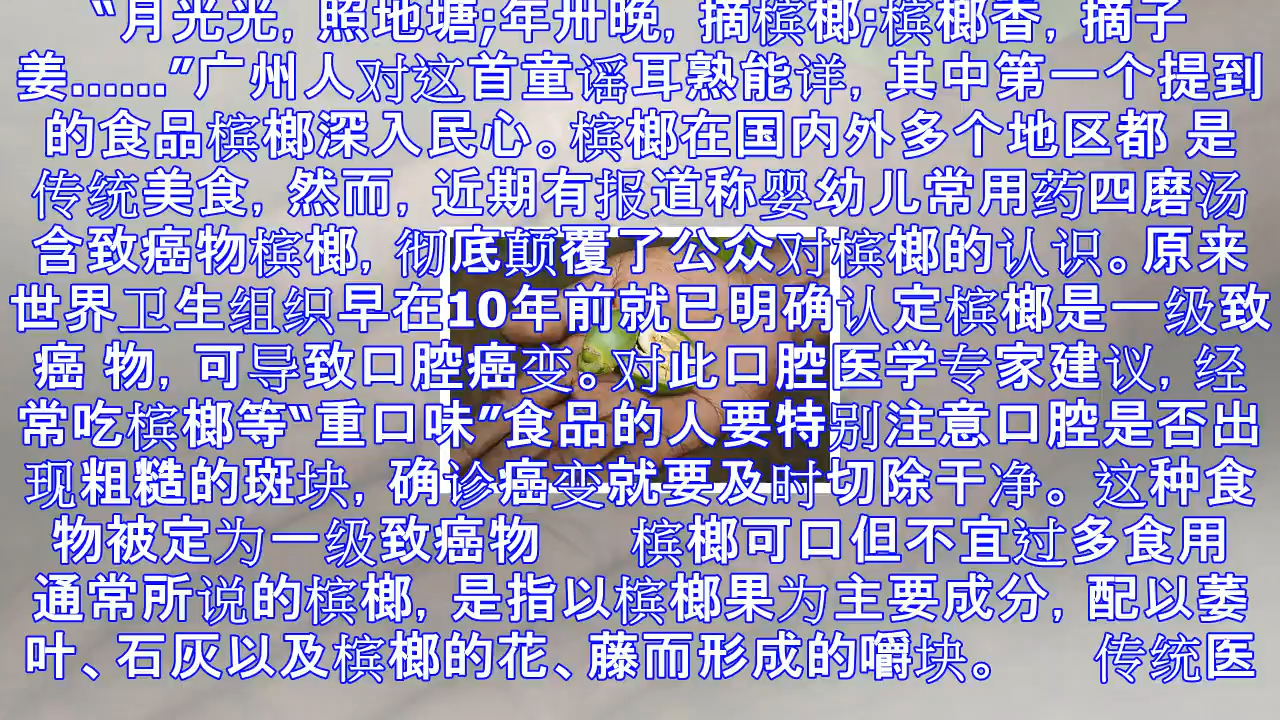 “月光光, 照地塘;年卅晚, 摘槟榔;槟榔香, 摘子
姜……”广州人对这首童谣耳熟能详, 其中第一个提到
的食品槟榔深入民心。槟榔在国内外多个地区都 是
传统美食, 然而, 近期有报道称婴幼儿常用药四磨汤
含致癌物槟榔, 彻底颠覆了公众对槟榔的认识。原来
世界卫生组织早在10年前就已明确认定槟榔是一级致
癌 物, 可导致口腔癌变。对此口腔医学专家建议, 经
常吃槟榔等“重口味”食品的人要特别注意口腔是否出
现粗糙的斑块, 确诊癌变就要及时切除干净。这种食
物被定为一级致癌物  槟榔可口但不宜过多食用
通常所说的槟榔, 是指以槟榔果为主要成分, 配以蒌
叶、石灰以及槟榔的花、藤而形成的嚼块。  传统医